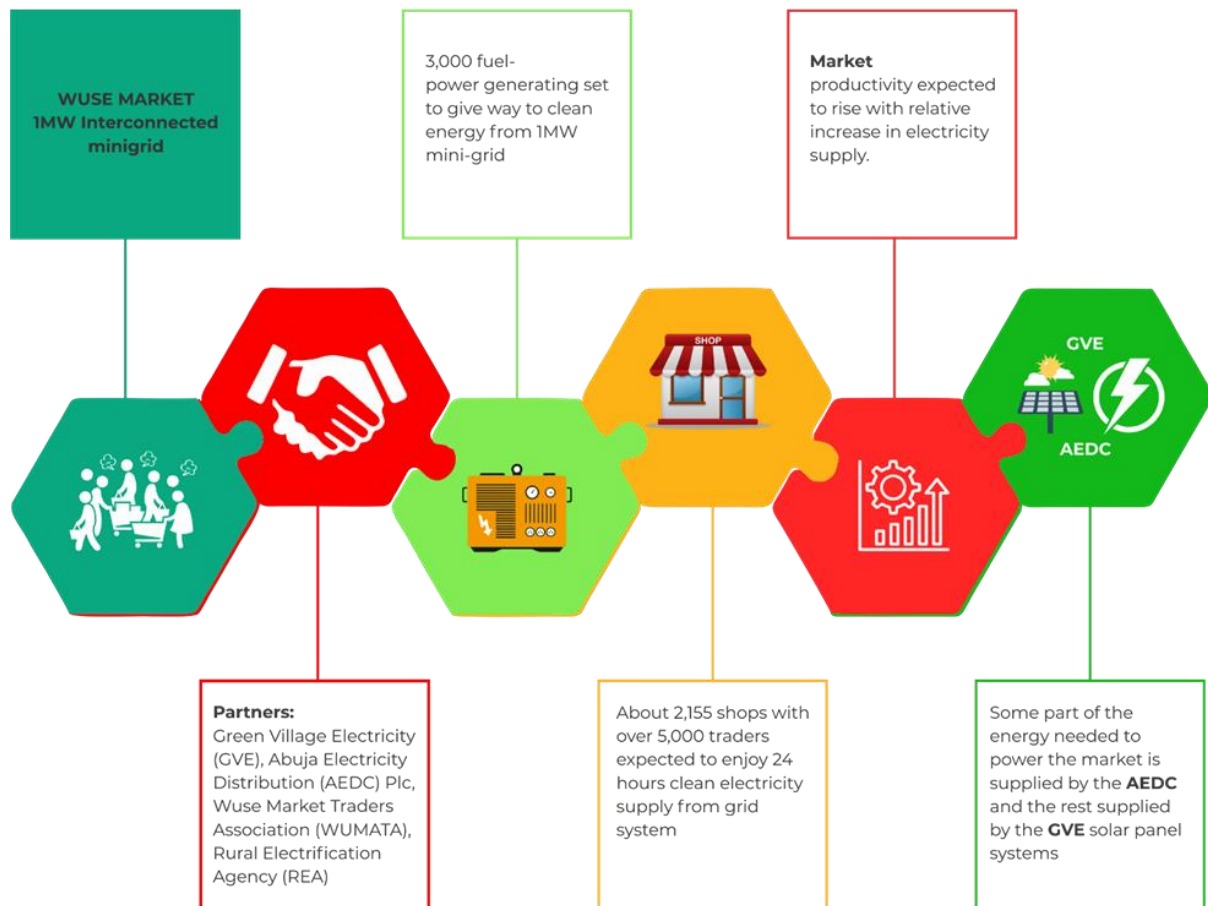 WUSE MARKET
1MW Interconnected
minigrid
3,000 fuel-
power generating set
to give way to clean
energy from 1MW
mini-grid
Market
productivity expected
to rise with relative
increase in electricity
supply.
SHOP
GVE
AEDC
Partners:
Green Village Electricity
(GVE), Abuja Electricity
Distribution (AEDC) Plc,
Wuse Market Traders
Association (WUMATA),
Rural Electrification
Agency (REA)
About 2,155 shops with
over 5,000 traders
expected to enjoy 24
hours clean electricity
supply from grid
system
Some part of the
energy needed to
power the market is
supplied by the AEDC
and the rest supplied
by the GVE solar panel
systems